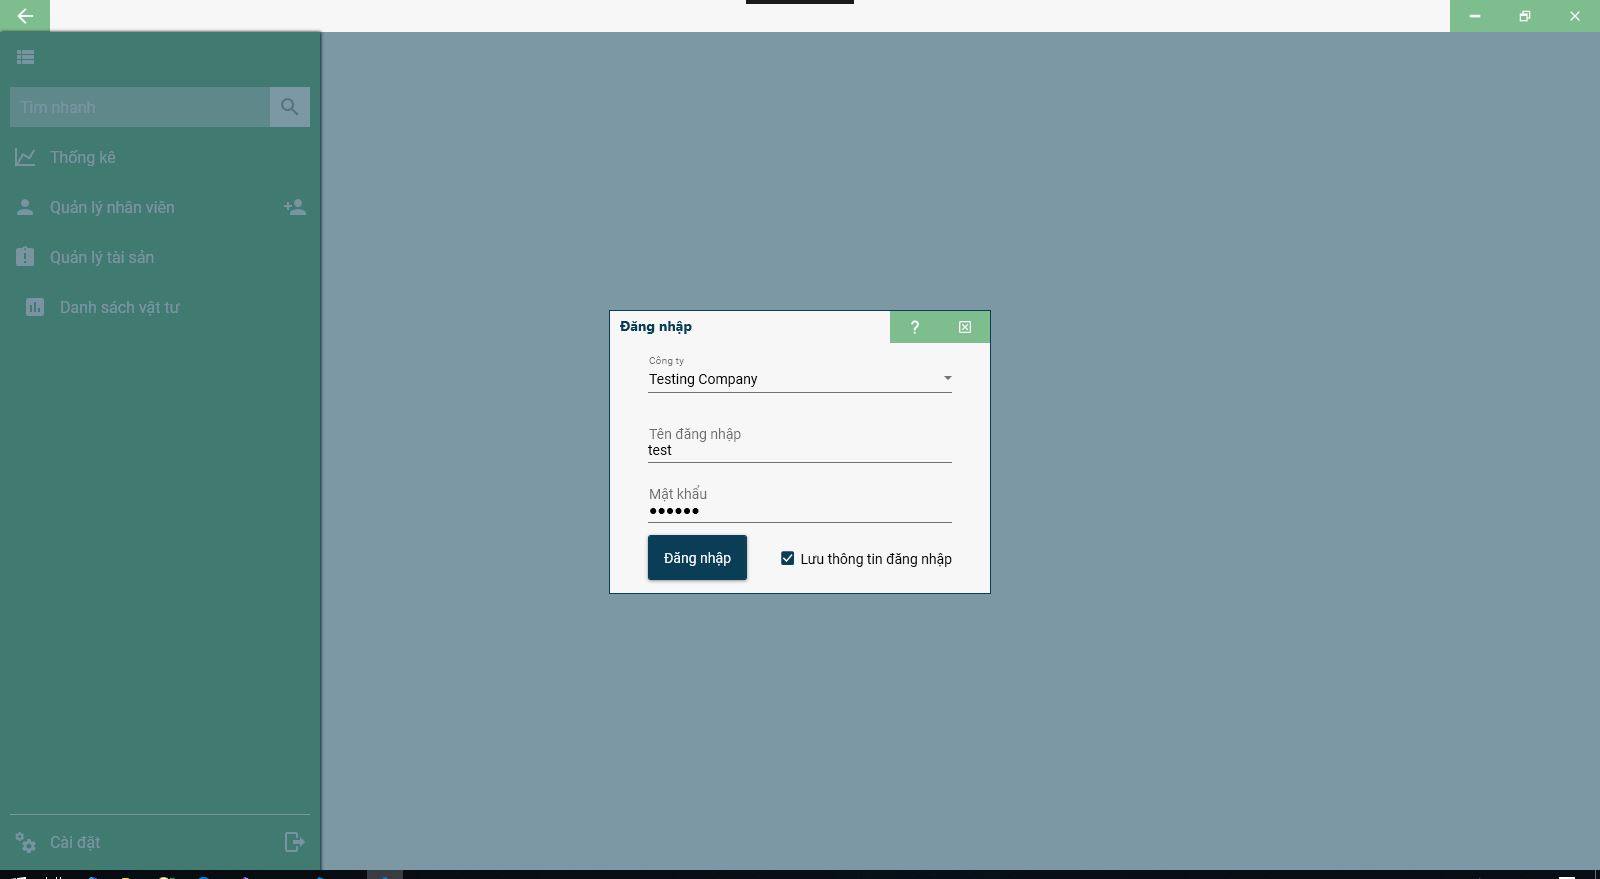 Tìm nhanh
Thống kê
Quản lý nhân viên
Quản lý tài sản
Danh sách vật tư
Cài đặt
Đăng nhập
?
Công ty
Testing Company
Tên đăng nhập
test
Mật khẩu
●●●●●●
Đăng nhập
Lưu thông tin đăng nhập